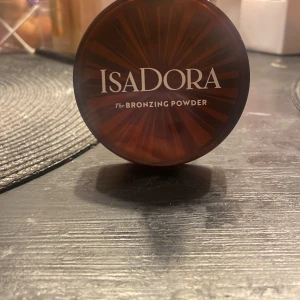 ISADORA
The BRONZING POWDER